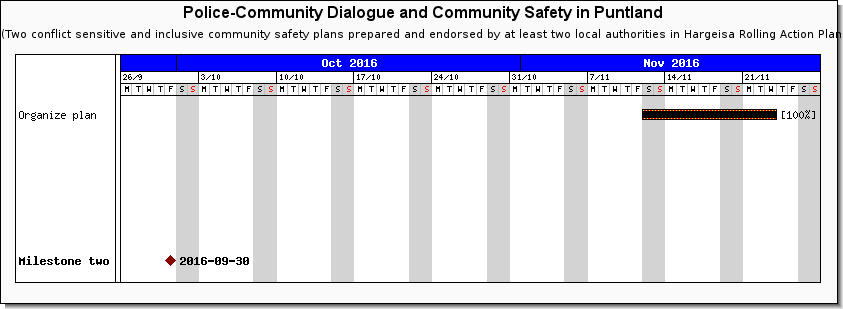 Police-Community Dialogue and Community Safety in Puntland
(Two conflict sensitive and inclusive community safety plans prepared and endorsed by at least two local authorities in Hargeisa Rolling Action Plan
Oct 2016 Nov 2016
26/9 3/10 10/10 17/10 24/10 31/10 7/11 14/11 21/11
M T W T F S S M T W T F S S M T W T F S S M T W T F S S M T W T F S S M T W T F S S M T W T F S S M T W T F S S M T W T F S S
Organize plan [100%]
Milestone two 2016-09-30